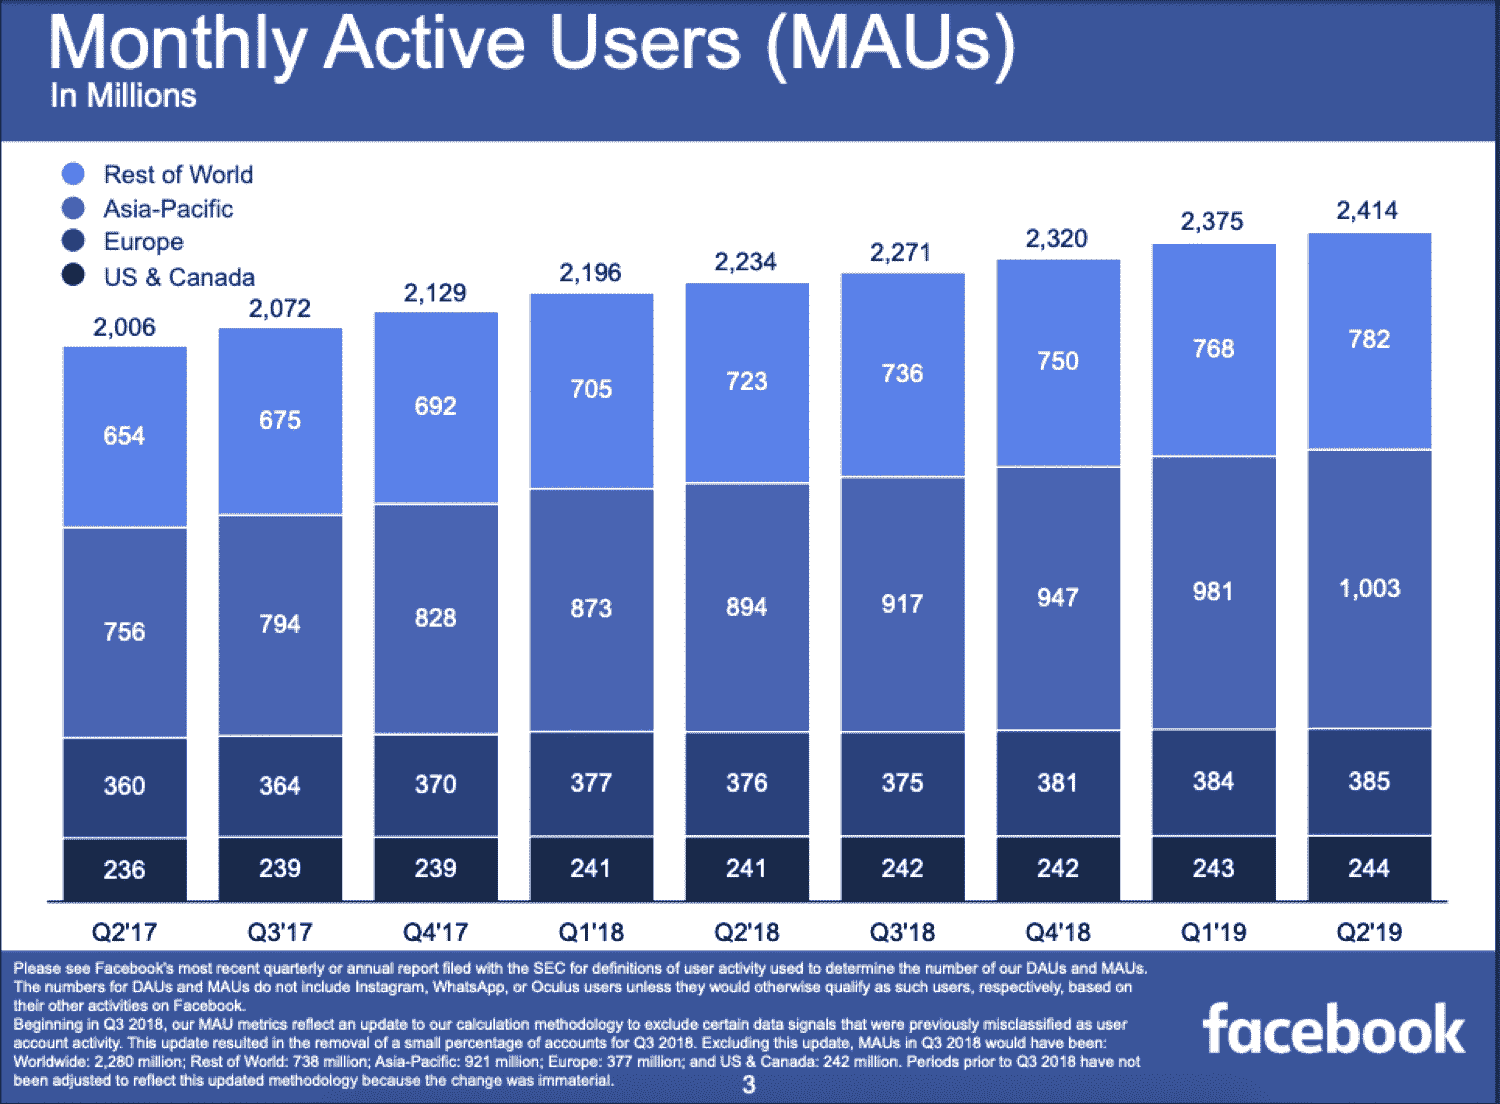 Monthly Active Users (MAUs)
In Millions
Rest of World
Asia-Pacific
Europe
US & Canada
2,006
2,072
2,129
2,196
2,234
2,271
2,320
2,375
2,414
654
675
692
705
723
736
750
768
782
756
794
828
873
894
917
947
981
1,003
360
364
370
377
376
375
381
384
385
236
239
239
241
241
242
242
243
244
Q2'17
Q3'17
Q4'17
Q1'18
Q2'18
Q3'18
Q4'18
Q1'19
Q2'19
Please see Facebook's most recent quarterly or annual report filed with the SEC for definitions of user activity used to determine the number of our DAUs and MAUs.
The numbers for DAUs and MAUs do not include Instagram, WhatsApp, or Oculus users unless they would otherwise qualify as such users, respectively, based on
their other activities on Facebook.
Beginning in Q3 2018, our MAU metrics reflect an update to our calculation methodology to exclude certain data signals that were previously misclassified as user
account activity. This update resulted in the removal of a small percentage of accounts for Q3 2018. Excluding this update, MAUs in Q3 2018 would have been:
Worldwide: 2,280 million; Rest of World: 738 million; Asia-Pacific: 921 million; Europe: 377 million; and US & Canada: 242 million. Periods prior to Q3 2018 have not
been adjusted to reflect this updated methodology because the change was immaterial.
3
facebook